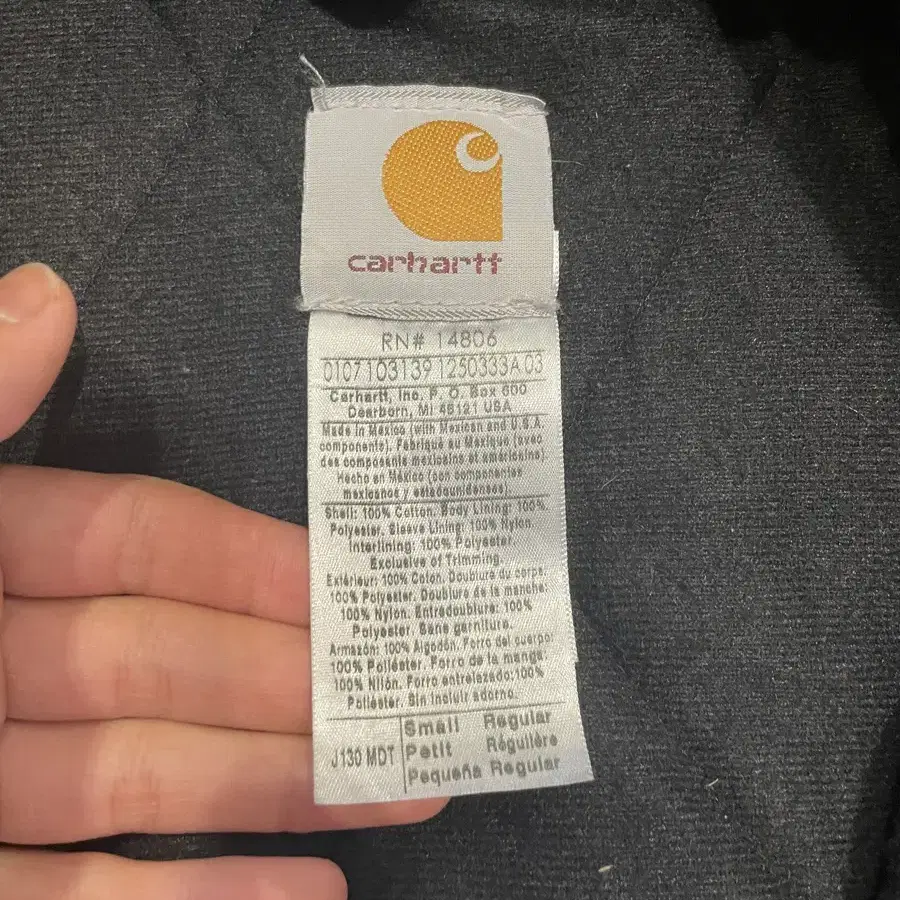 carhartt
RN# 14806
0107103139 1250333A 03
Carhartt, Inc. P. O. Box 600
Dearborn, MI 48121 USA
Made in Mexico (with Mexican and U.S.A.
components). Fabriqué au Mexique (avec
des composants mexicains et americains)
Hecho en México (con componentes
mexicanos y estadounidenses)
Shell: 100% Cotton. Body Lining: 100%
Polyester. Sleeve Lining: 100% Nylon.
Interlining: 100% Polyester.
Exclusive of Trimming.
Extérieur: 100% Coton. Doublure du corps:
100% Polyester. Doublure de la manche:
100% Nylon. Entredoublure: 100%
Polyester. Sans garniture.
Armazón: 100% Algodon. Forro del cuerpo:
100% Poliéster. Forro de la manga:
100% Nilón. Forro entrelazado:100%
Poliéster. Sin incluir adorno.
J130 MDT
Small Regular
Petit Régulière
Pequeña Regular